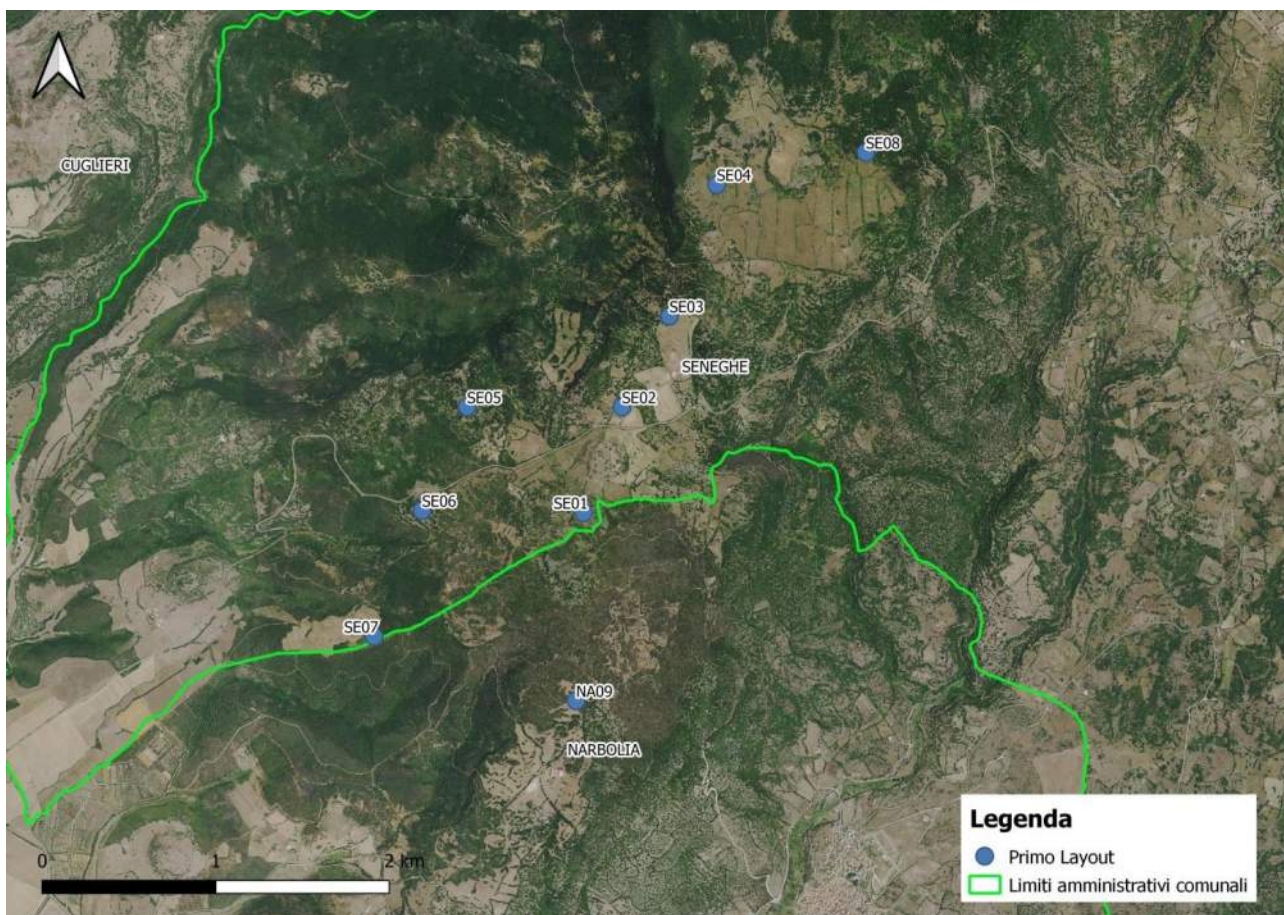 CUGLIERI
SE08
SE04
SE03
SENEGHE
SE05
SE02
SE06
SE01
SE07
NA09
NARBOLIA
0 1 2 km
Legenda
Primo Layout
Limiti amministrativi comunali